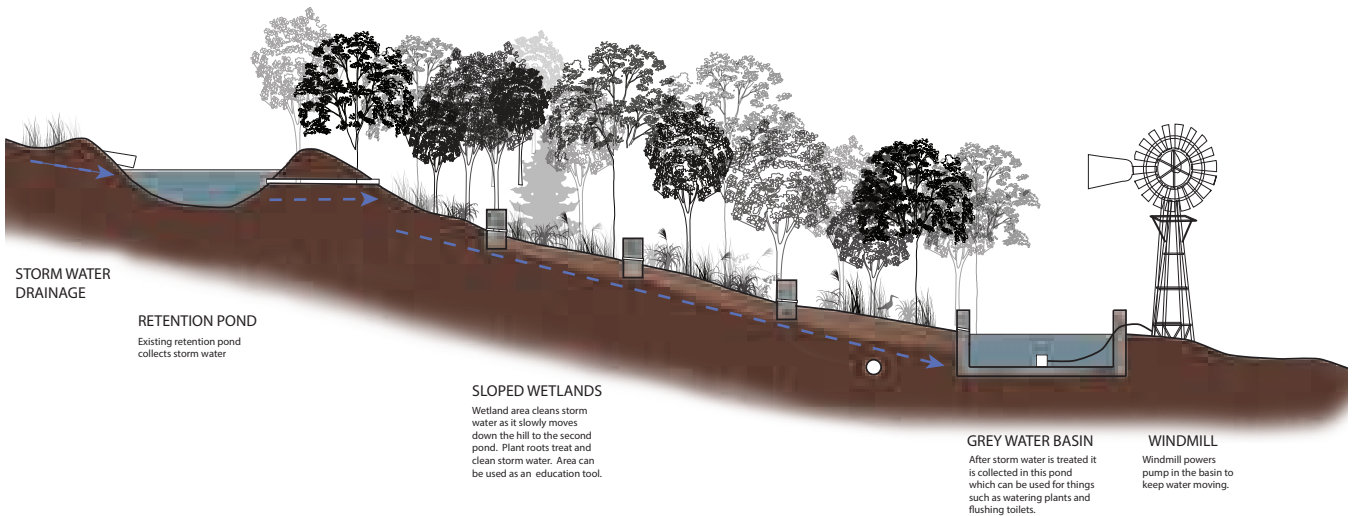 STORM WATER
DRAINAGE
RETENTION POND
Existing retention pond
collects storm water
SLOPED WETLANDS
Wetland area cleans storm
water as it slowly moves
down the hill to the second
pond. Plant roots treat and
clean storm water. Area can
be used as an education tool.
GREY WATER BASIN
After storm water is treated it
is collected in this pond
which can be used for things
such as watering plants and
flushing toilets.
WINDMILL
Windmill powers
pump in the basin to
keep water moving.